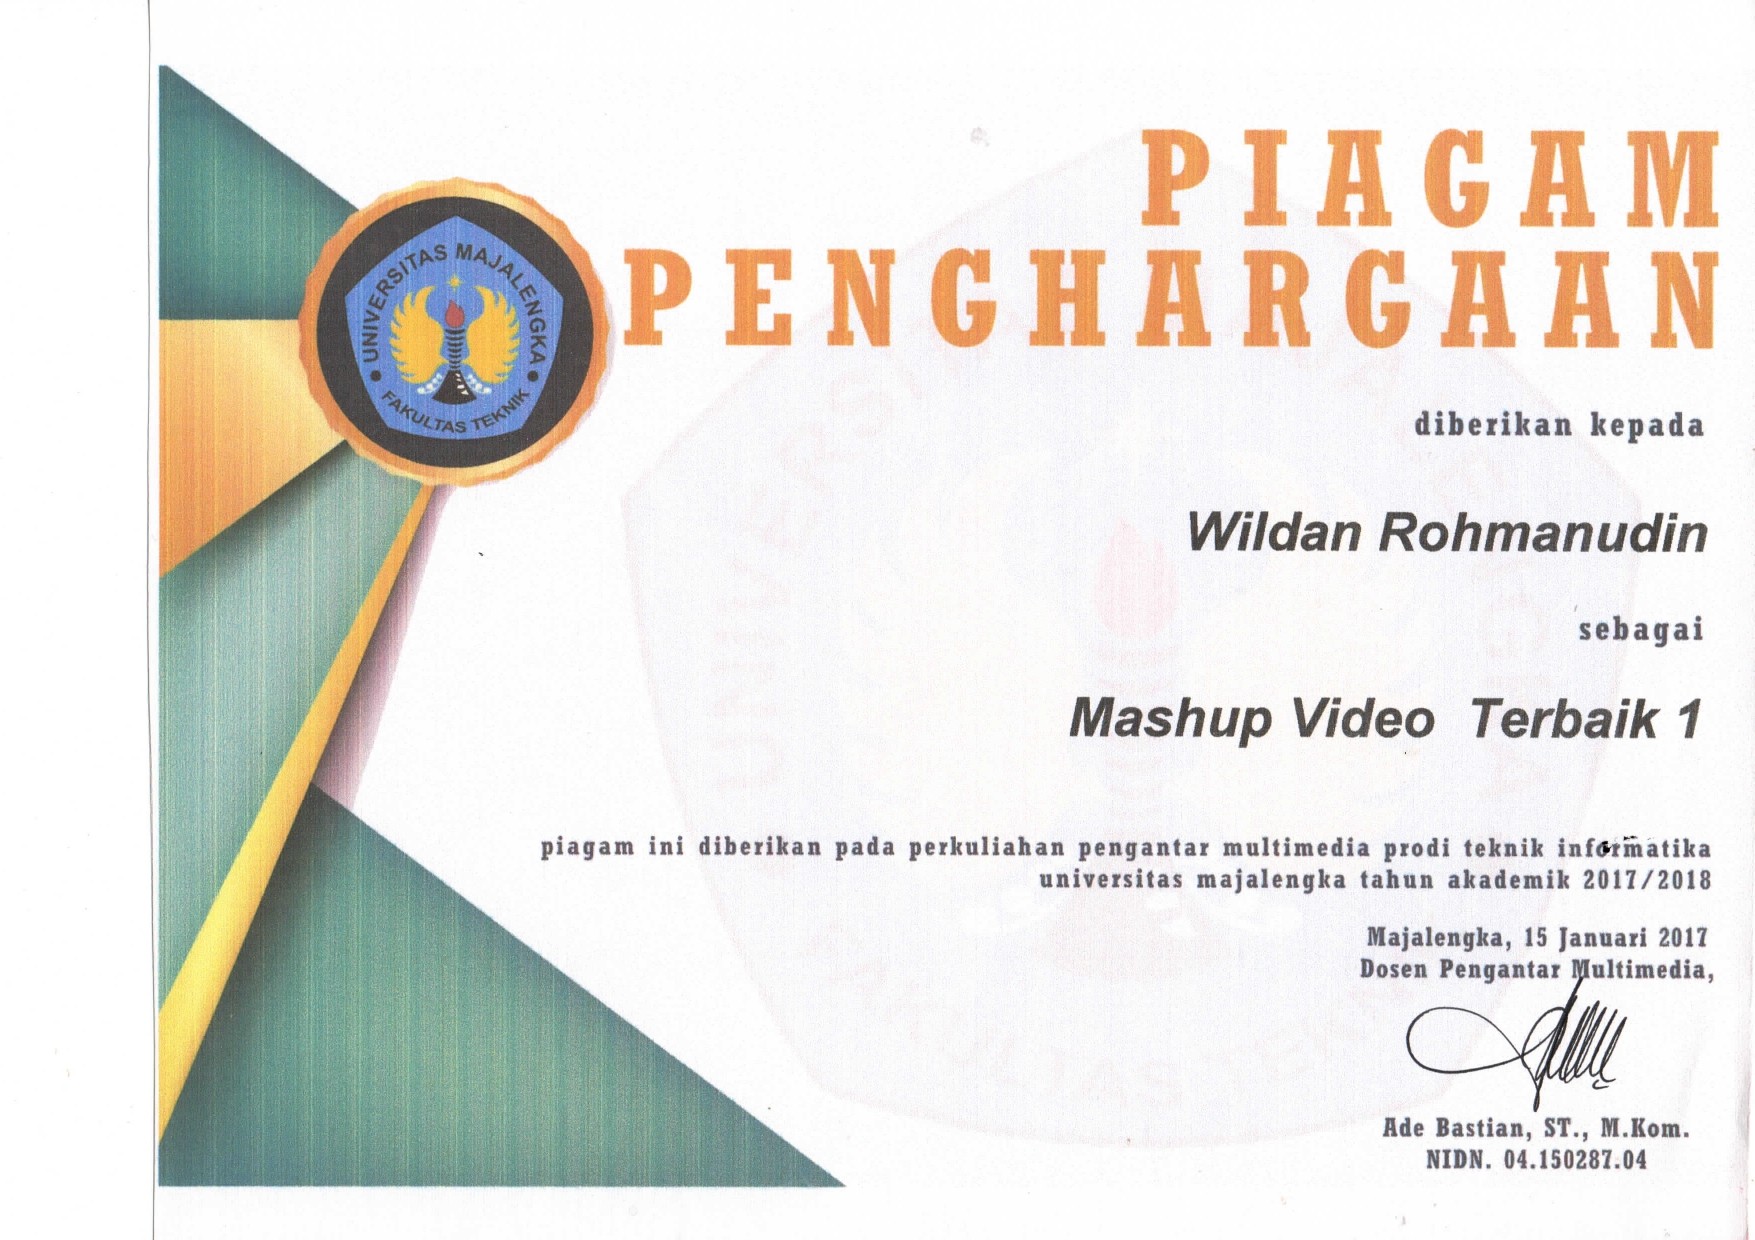 UNIVERSITAS MAJALENGKA
FAKULTAS TEKNIK
PIAGAM
PENGHARGAAN
diberikan kepada
Wildan Rohmanudin
sebagai
Mashup Video Terbaik 1
piagam ini diberikan pada perkuliahan pengantar multimedia prodi teknik informatika
universitas majalengka tahun akademik 2017/2018
Majalengka, 15 Januari 2017
Dosen Pengantar Multimedia,
Ade Bastian, ST., M.Kom.
NIDN. 04.150287.04